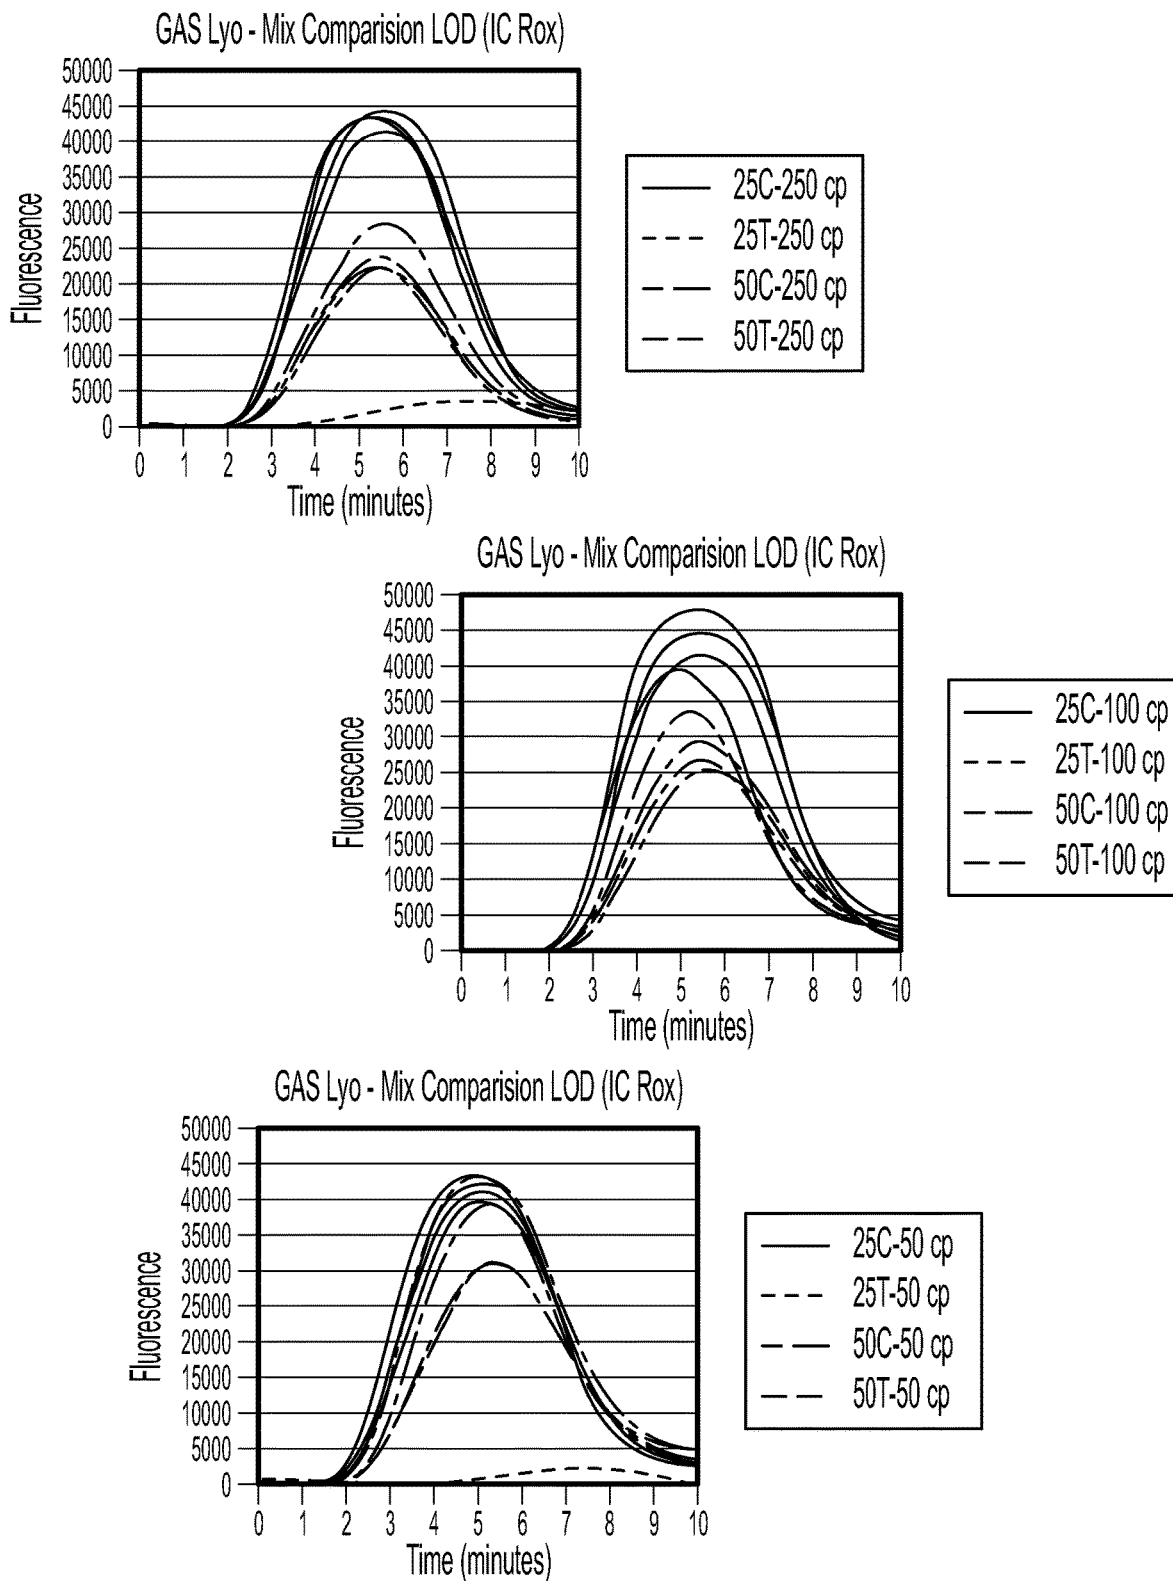 GAS Lyo - Mix Comparision LOD (IC Rox)
50000
45000
40000
35000
30000
25000
20000
15000
10000
5000
0
Fluorescence
0 1 2 3 4 5 6 7 8 9 10
Time (minutes)
25C-250 cp
25T-250 cp
50C-250 cp
50T-250 cp
GAS Lyo - Mix Comparision LOD (IC Rox)
50000
45000
40000
35000
30000
25000
20000
15000
10000
5000
0
Fluorescence
0 1 2 3 4 5 6 7 8 9 10
Time (minutes)
25C-100 cp
25T-100 cp
50C-100 cp
50T-100 cp
GAS Lyo - Mix Comparision LOD (IC Rox)
50000
45000
40000
35000
30000
25000
20000
15000
10000
5000
0
Fluorescence
0 1 2 3 4 5 6 7 8 9 10
Time (minutes)
25C-50 cp
25T-50 cp
50C-50 cp
50T-50 cp